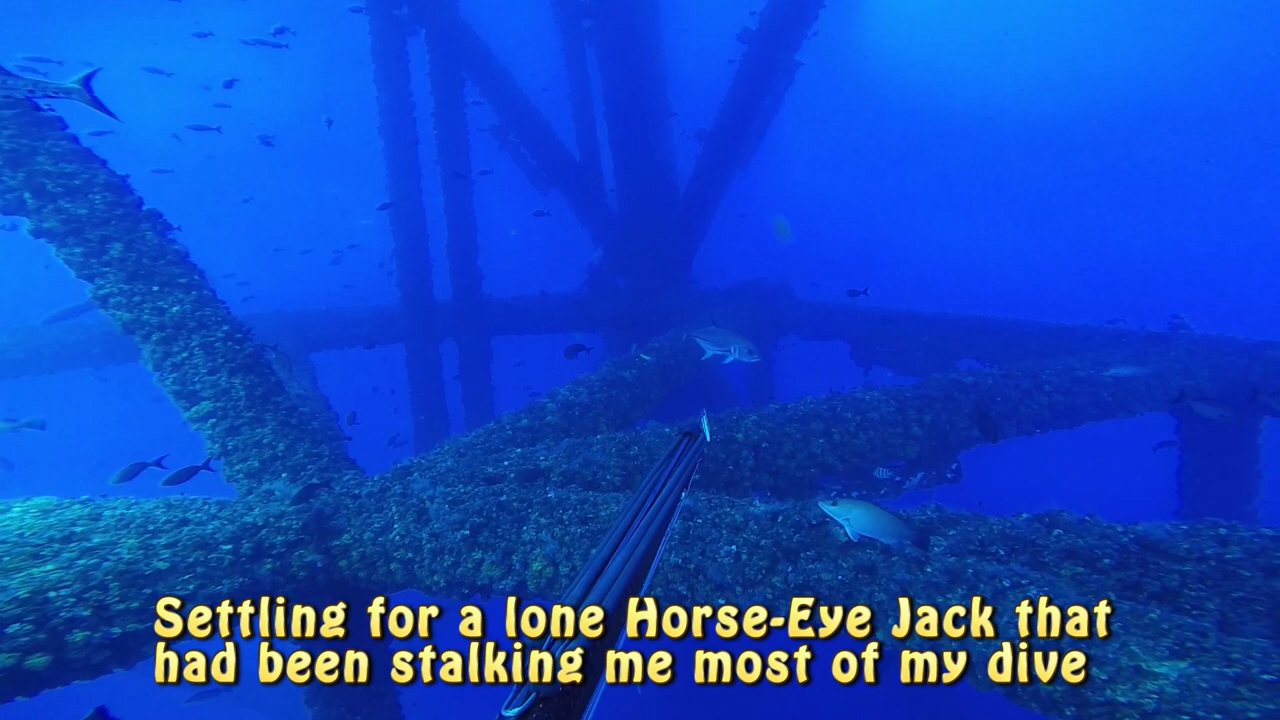 Settling for a lone Horse-Eye Jack that
had been stalking me most of my dive